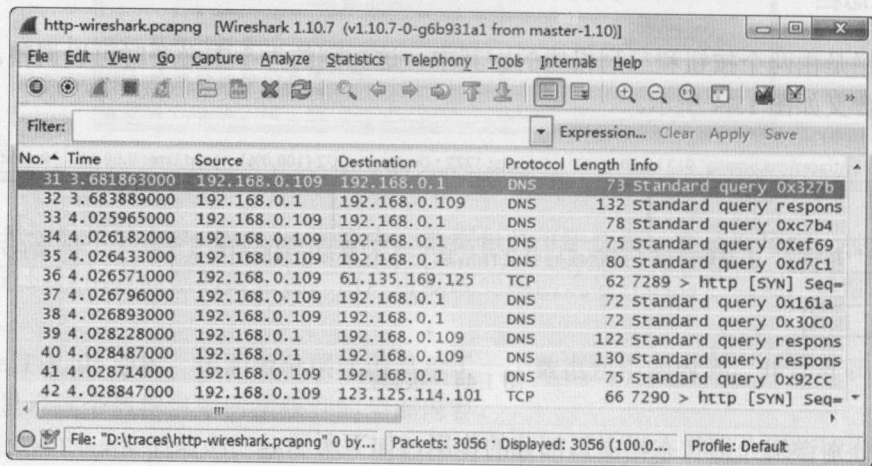 http-wireshark.pcapng [Wireshark 1.10.7 (v1.10.7-0-g6b931a1 from master-1.10)]
File Edit View Go Capture Analyze Statistics Telephony Tools Internals Help
Filter: Expression... Clear Apply Save
No. Time Source Destination Protocol Length Info
31 3.681863000 192.168.0.109 192.168.0.1 DNS 73 Standard query 0x327b
32 3.683889000 192.168.0.1 192.168.0.109 DNS 132 Standard query respons
33 4.025965000 192.168.0.109 192.168.0.1 DNS 78 Standard query 0xc7b4
34 4.026182000 192.168.0.109 192.168.0.1 DNS 75 Standard query 0xef69
35 4.026433000 192.168.0.109 192.168.0.1 DNS 80 Standard query 0xd7c1
36 4.026571000 192.168.0.109 61.135.169.125 TCP 62 7289 > http [SYN] Seq=
37 4.026796000 192.168.0.109 192.168.0.1 DNS 72 Standard query 0x161a
38 4.026893000 192.168.0.109 192.168.0.1 DNS 72 Standard query 0x30c0
39 4.028228000 192.168.0.1 192.168.0.109 DNS 122 Standard query respons
40 4.028487000 192.168.0.1 192.168.0.109 DNS 130 Standard query respons
41 4.028714000 192.168.0.109 192.168.0.1 DNS 75 Standard query 0x92cc
42 4.028847000 192.168.0.109 123.125.114.101 TCP 66 7290 > http [SYN] Seq=
File: "D:\traces\http-wireshark.pcapng" 0 by... Packets: 3056 · Displayed: 3056 (100.0... Profile: Default